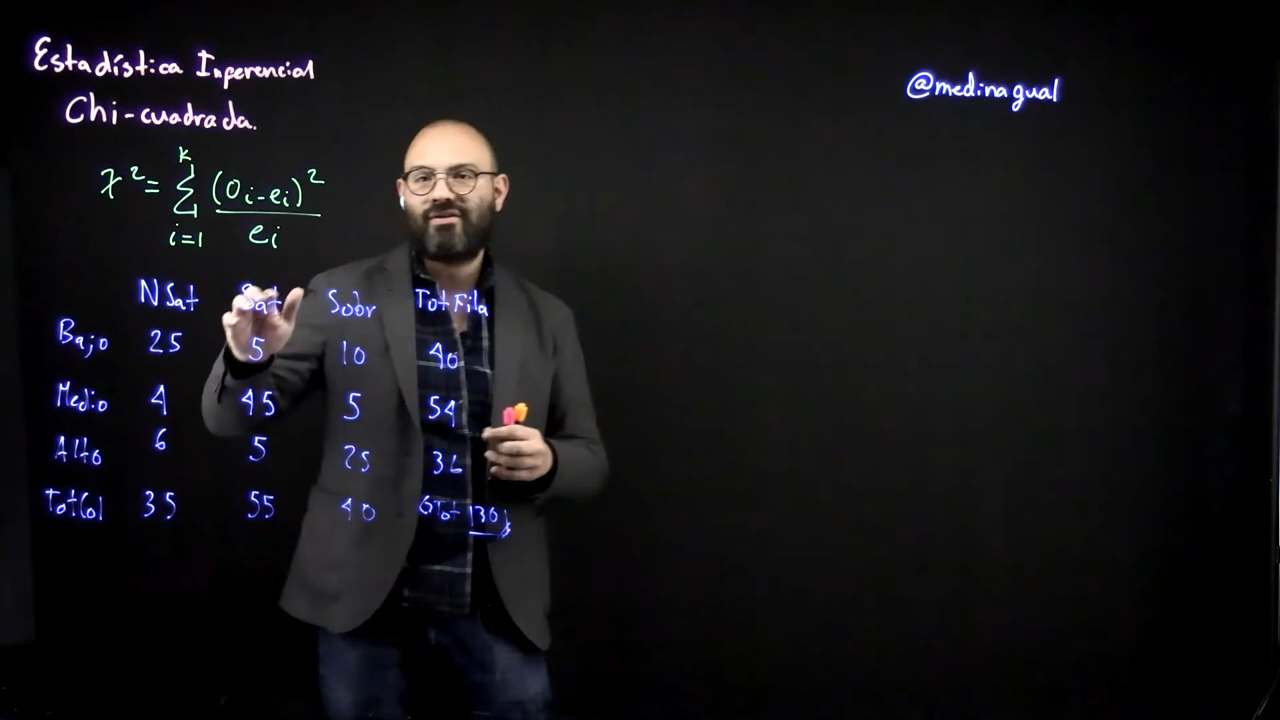 Estadística Inferencial
@medinagual
Chi-cuadrada.
χ² = Σ (oi-ei)² / ei
k
i=1
NSat Sat Sobr TotFila
Bajo 25 5 10 40
Medio 4 45 5 54
Alto 6 5 25 36
TotCol 35 55 40 GTot 130